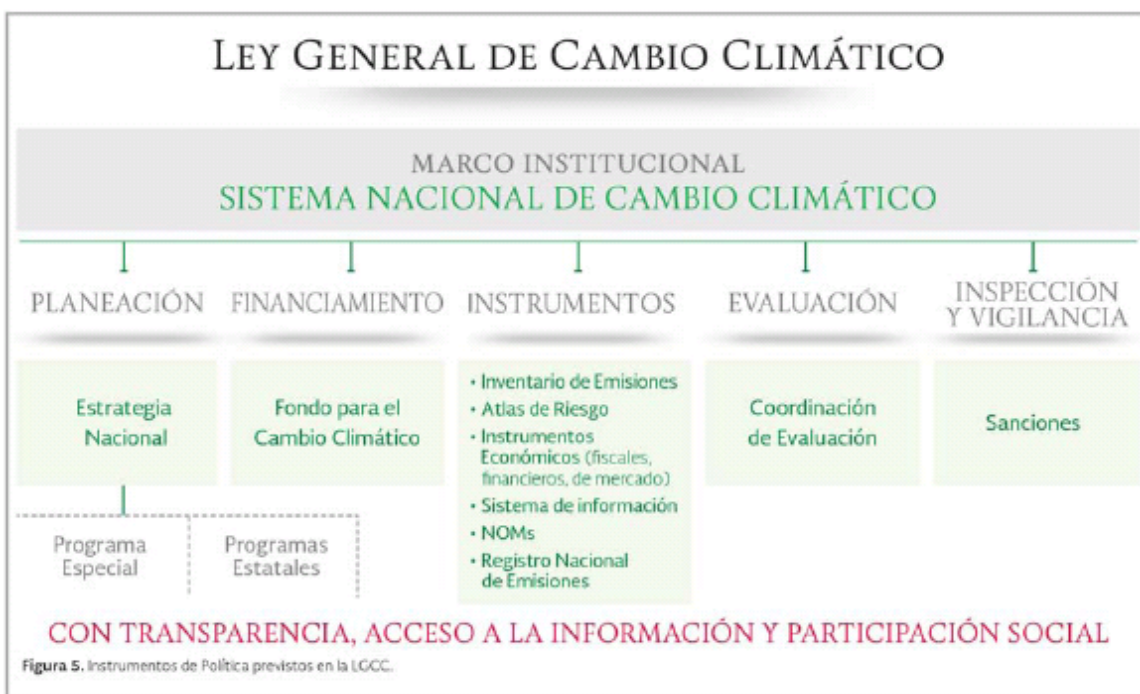 LEY GENERAL DE CAMBIO CLIMÁTICO
MARCO INSTITUCIONAL
SISTEMA NACIONAL DE CAMBIO CLIMÁTICO
PLANEACIÓN
Estrategia
Nacional
Programa
Especial
Programas
Estatales
FINANCIAMIENTO
Fondo para el
Cambio Climático
INSTRUMENTOS
• Inventario de Emisiones
• Atlas de Riesgo
• Instrumentos
Económicos (fiscales,
financieros, de mercado)
• Sistema de información
• NOMs
• Registro Nacional
de Emisiones
EVALUACIÓN
Coordinación
de Evaluación
INSPECCIÓN
Y VIGILANCIA
Sanciones
CON TRANSPARENCIA, ACCESO A LA INFORMACIÓN Y PARTICIPACIÓN SOCIAL
Figura 5. Instrumentos de Política previstos en la LGCC.